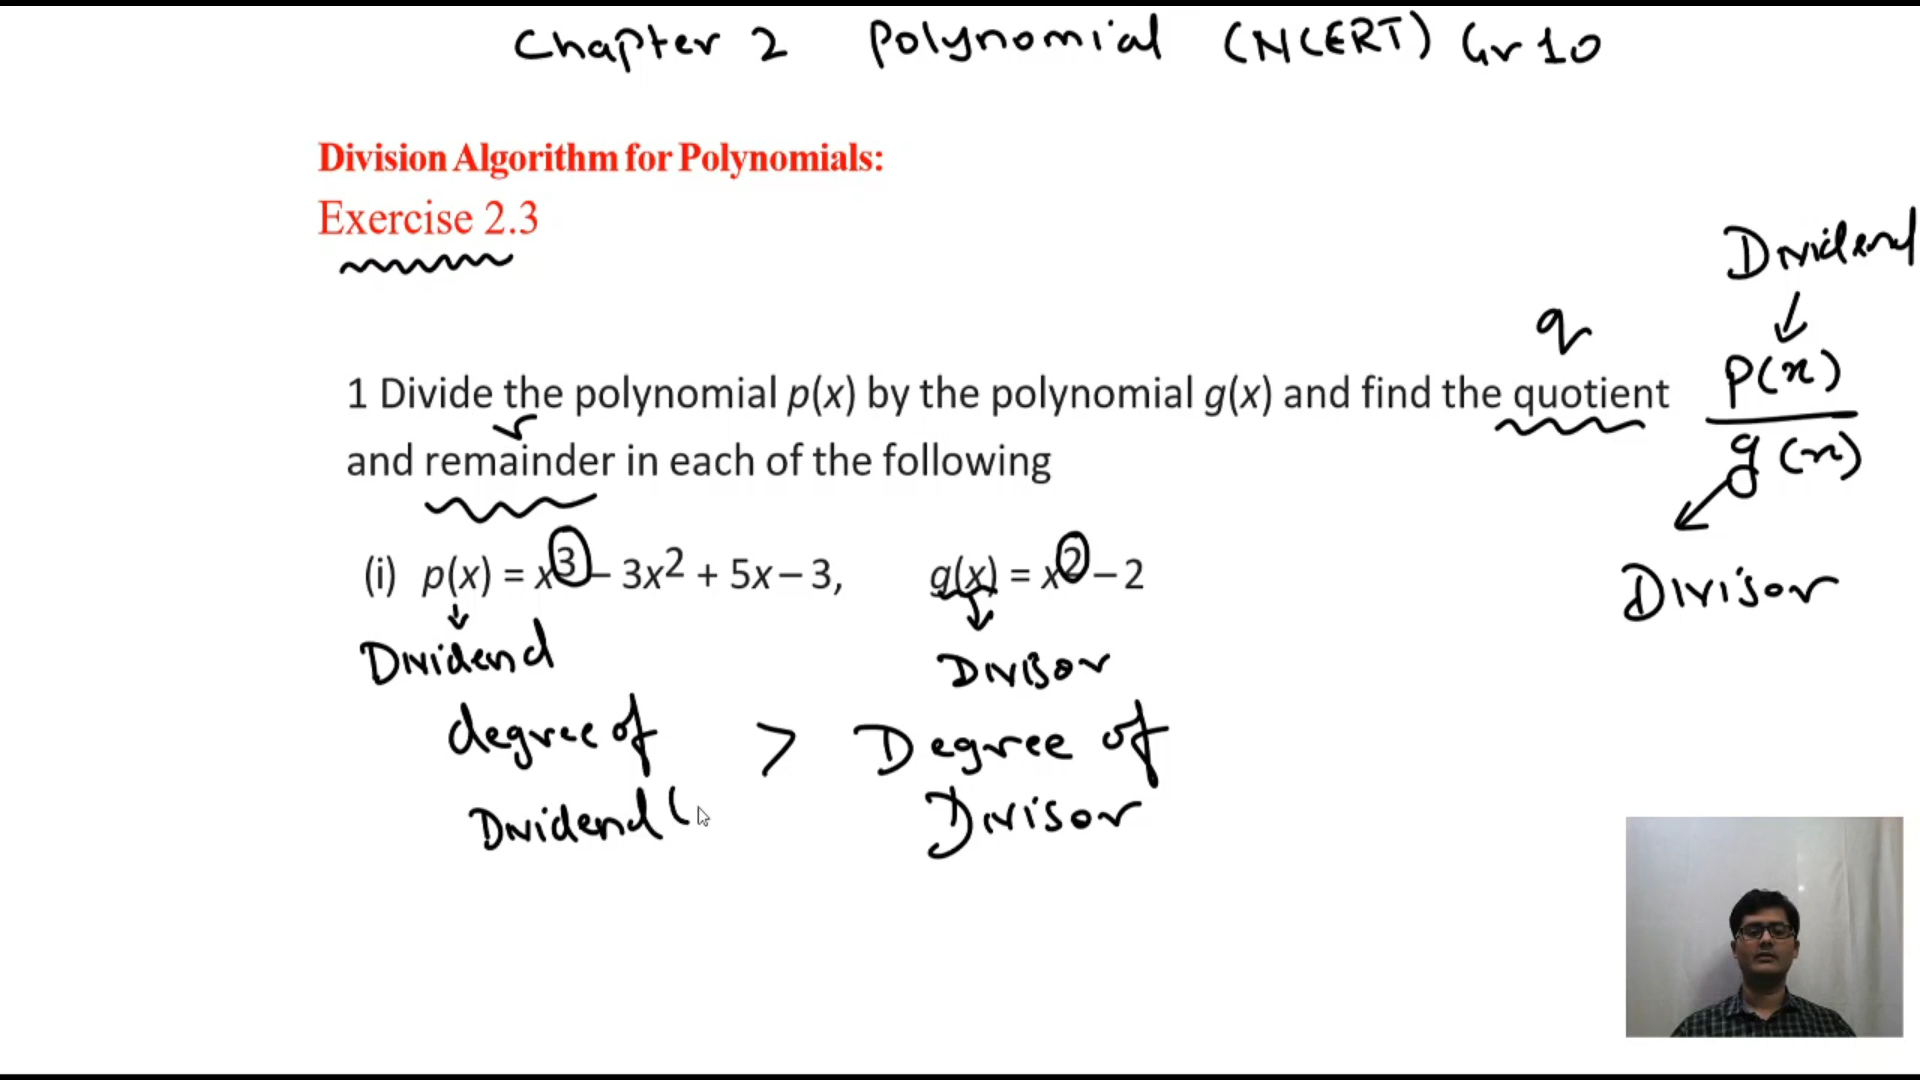 Chapter 2 Polynomial (NCERT) Gr 10
Division Algorithm for Polynomials:
Exercise 2.3
Dividend
q
p(x)
1 Divide the polynomial p(x) by the polynomial g(x) and find the quotient
g(x)
and remainder in each of the following
(i) p(x) = x³ – 3x² + 5x – 3, g(x) = x² – 2
Divisor
Dividend Divisor
degree of > Degree of
Dividend ( Divisor